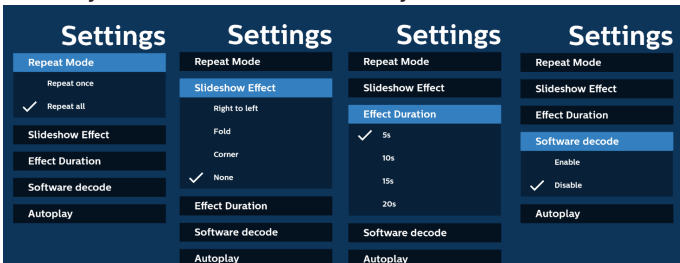 Settings
Repeat Mode
Repeat once
Repeat all
Slideshow Effect
Effect Duration
Software decode
Autoplay
Settings
Repeat Mode
Slideshow Effect
Right to left
Fold
Corner
None
Effect Duration
Software decode
Autoplay
Settings
Repeat Mode
Slideshow Effect
Effect Duration
5s
10s
15s
20s
Software decode
Autoplay
Settings
Repeat Mode
Slideshow Effect
Effect Duration
Software decode
Enable
Disable
Autoplay